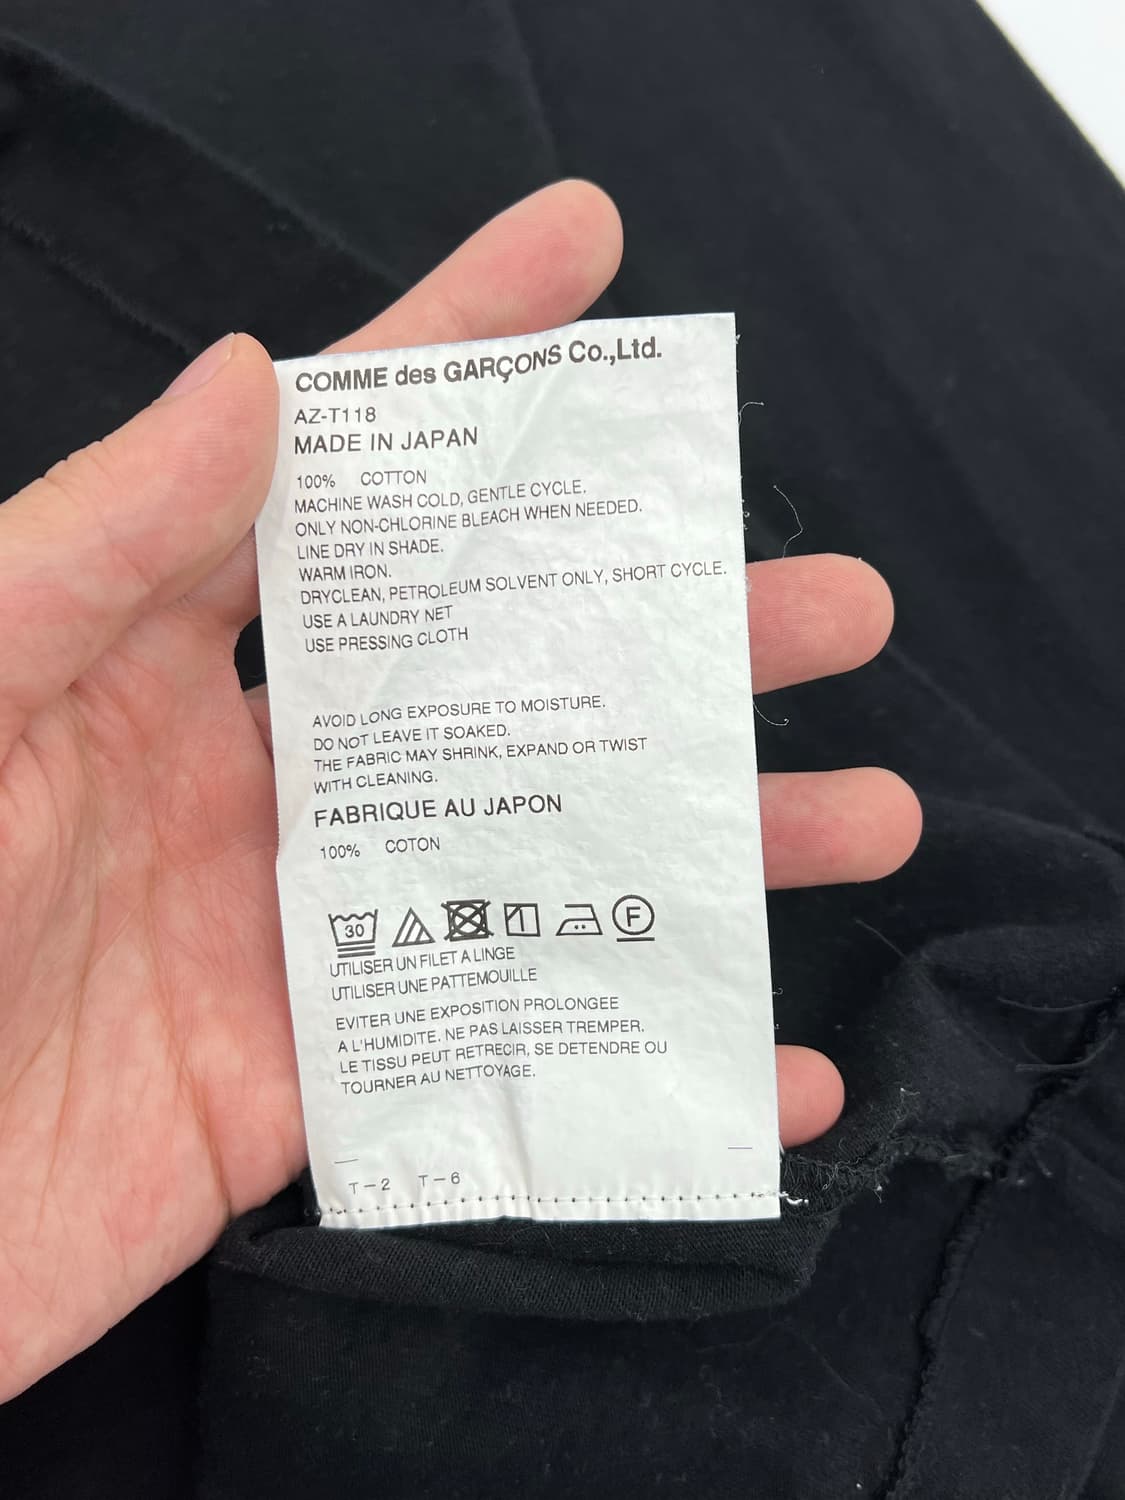 COMME des GARÇONS Co.,Ltd.
AZ-T118
MADE IN JAPAN
100% COTTON
MACHINE WASH COLD, GENTLE CYCLE.
ONLY NON-CHLORINE BLEACH WHEN NEEDED.
LINE DRY IN SHADE.
WARM IRON.
DRYCLEAN, PETROLEUM SOLVENT ONLY, SHORT CYCLE.
USE A LAUNDRY NET
USE PRESSING CLOTH
AVOID LONG EXPOSURE TO MOISTURE.
DO NOT LEAVE IT SOAKED.
THE FABRIC MAY SHRINK, EXPAND OR TWIST
WITH CLEANING.
FABRIQUE AU JAPON
100% COTON
30 F
UTILISER UN FILET A LINGE
UTILISER UNE PATTEMOUILLE
EVITER UNE EXPOSITION PROLONGEE
A L'HUMIDITE. NE PAS LAISSER TREMPER.
LE TISSU PEUT RETRECIR, SE DETENDRE OU
TOURNER AU NETTOYAGE.
T-2 T-6